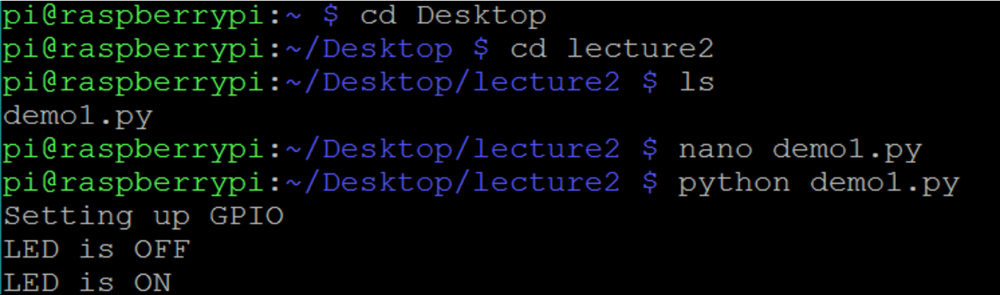 pi@raspberrypi:~ $ cd Desktop
pi@raspberrypi:~/Desktop $ cd lecture2
pi@raspberrypi:~/Desktop/lecture2 $ ls
demo1.py
pi@raspberrypi:~/Desktop/lecture2 $ nano demo1.py
pi@raspberrypi:~/Desktop/lecture2 $ python demo1.py
Setting up GPIO
LED is OFF
LED is ON